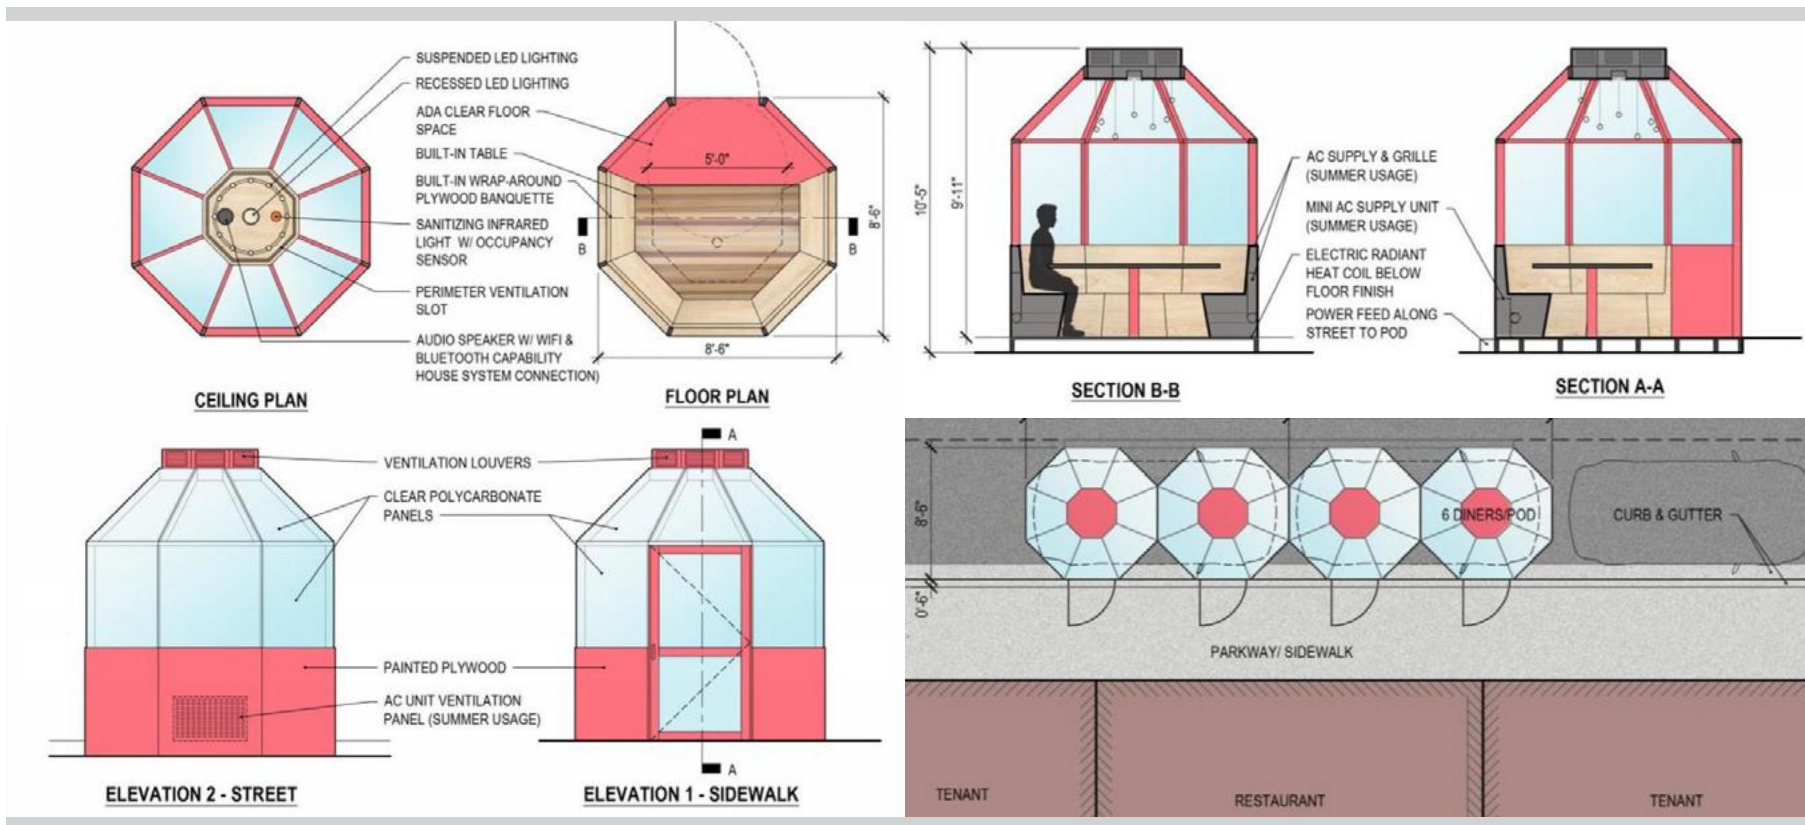 SUSPENDED LED LIGHTING
RECESSED LED LIGHTING
ADA CLEAR FLOOR
SPACE
BUILT-IN TABLE
BUILT-IN WRAP-AROUND
PLYWOOD BANQUETTE
SANITIZING INFRARED
LIGHT W/ OCCUPANCY
SENSOR
PERIMETER VENTILATION
SLOT
AUDIO SPEAKER W/ WIFI &
BLUETOOTH CAPABILITY
HOUSE SYSTEM CONNECTION)
CEILING PLAN
5'-0"
B
B
8'-6"
8'-6"
FLOOR PLAN
10'-5"
9'-11"
AC SUPPLY & GRILLE
(SUMMER USAGE)
MINI AC SUPPLY UNIT
(SUMMER USAGE)
ELECTRIC RADIANT
HEAT COIL BELOW
FLOOR FINISH
POWER FEED ALONG
STREET TO POD
SECTION B-B
SECTION A-A
A
VENTILATION LOUVERS
CLEAR POLYCARBONATE
PANELS
PAINTED PLYWOOD
AC UNIT VENTILATION
PANEL (SUMMER USAGE)
A
ELEVATION 2 - STREET
ELEVATION 1 - SIDEWALK
8'-6"
0'-6"
6 DINERS/POD
CURB & GUTTER
PARKWAY/ SIDEWALK
TENANT
RESTAURANT
TENANT